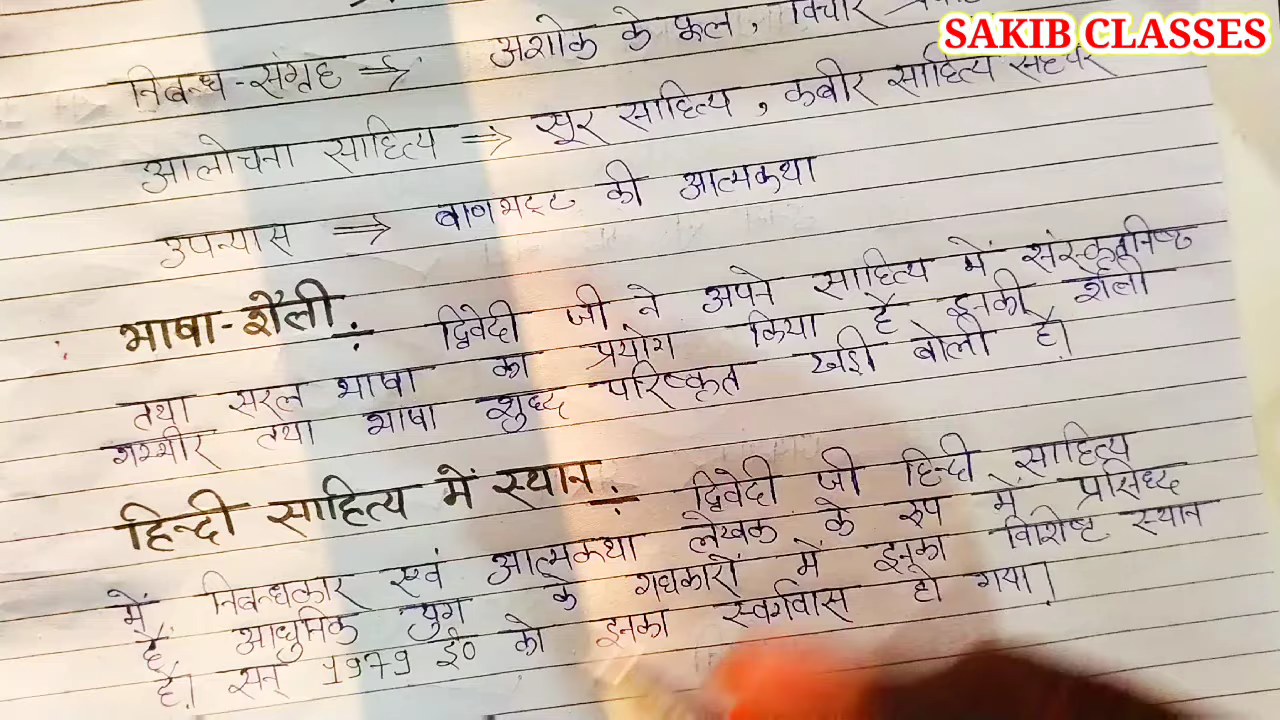 SAKIB CLASSES
निबन्ध-संग्रह ⇒ अशोक के फूल, विचार
आलोचना साहित्य ⇒ सूर साहित्य, कबीर साहित्य सहचर
उपन्यास ⇒ बाणभट्ट की आत्मकथा
भाषा-शैली: द्विवेदी जी ने अपने साहित्य में संस्कृतनिष्ठ
तथा सरल भाषा का प्रयोग किया है इनकी शैली
गम्भीर तथा भाषा शुध्द परिष्कृत खड़ी बोली है।
हिन्दी साहित्य में स्थान: द्विवेदी जी हिन्दी साहित्य
में निबन्धकार एवं आत्मकथा लेखक के रूप में प्रसिध्द
है आधुमिक युग के गधकारों में इनका विशिष्ट स्थान
है। सन् 1979 ई० को इनका स्वर्गवास हो गया।